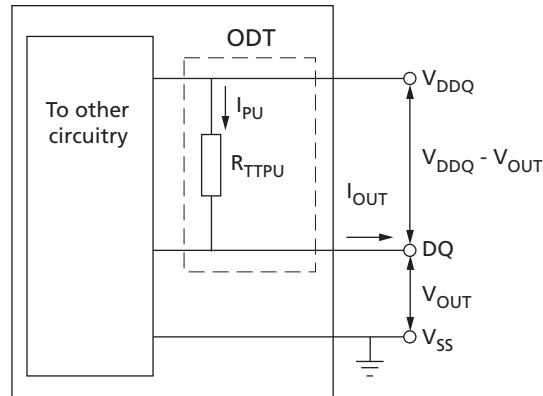 ODT
V_DDQ
To other
circuitry
I_PU
R_TTPU
V_DDQ - V_OUT
I_OUT
DQ
V_OUT
V_SS